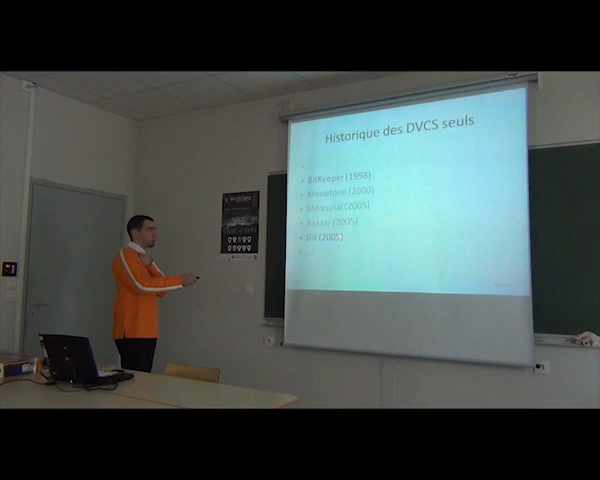 Historique des DVCS seuls
• ...
• BitKeeper (1998)
• Monotone (2000)
• Mercurial (2005)
• Bazaar (2005)
• Git (2005)
• ...